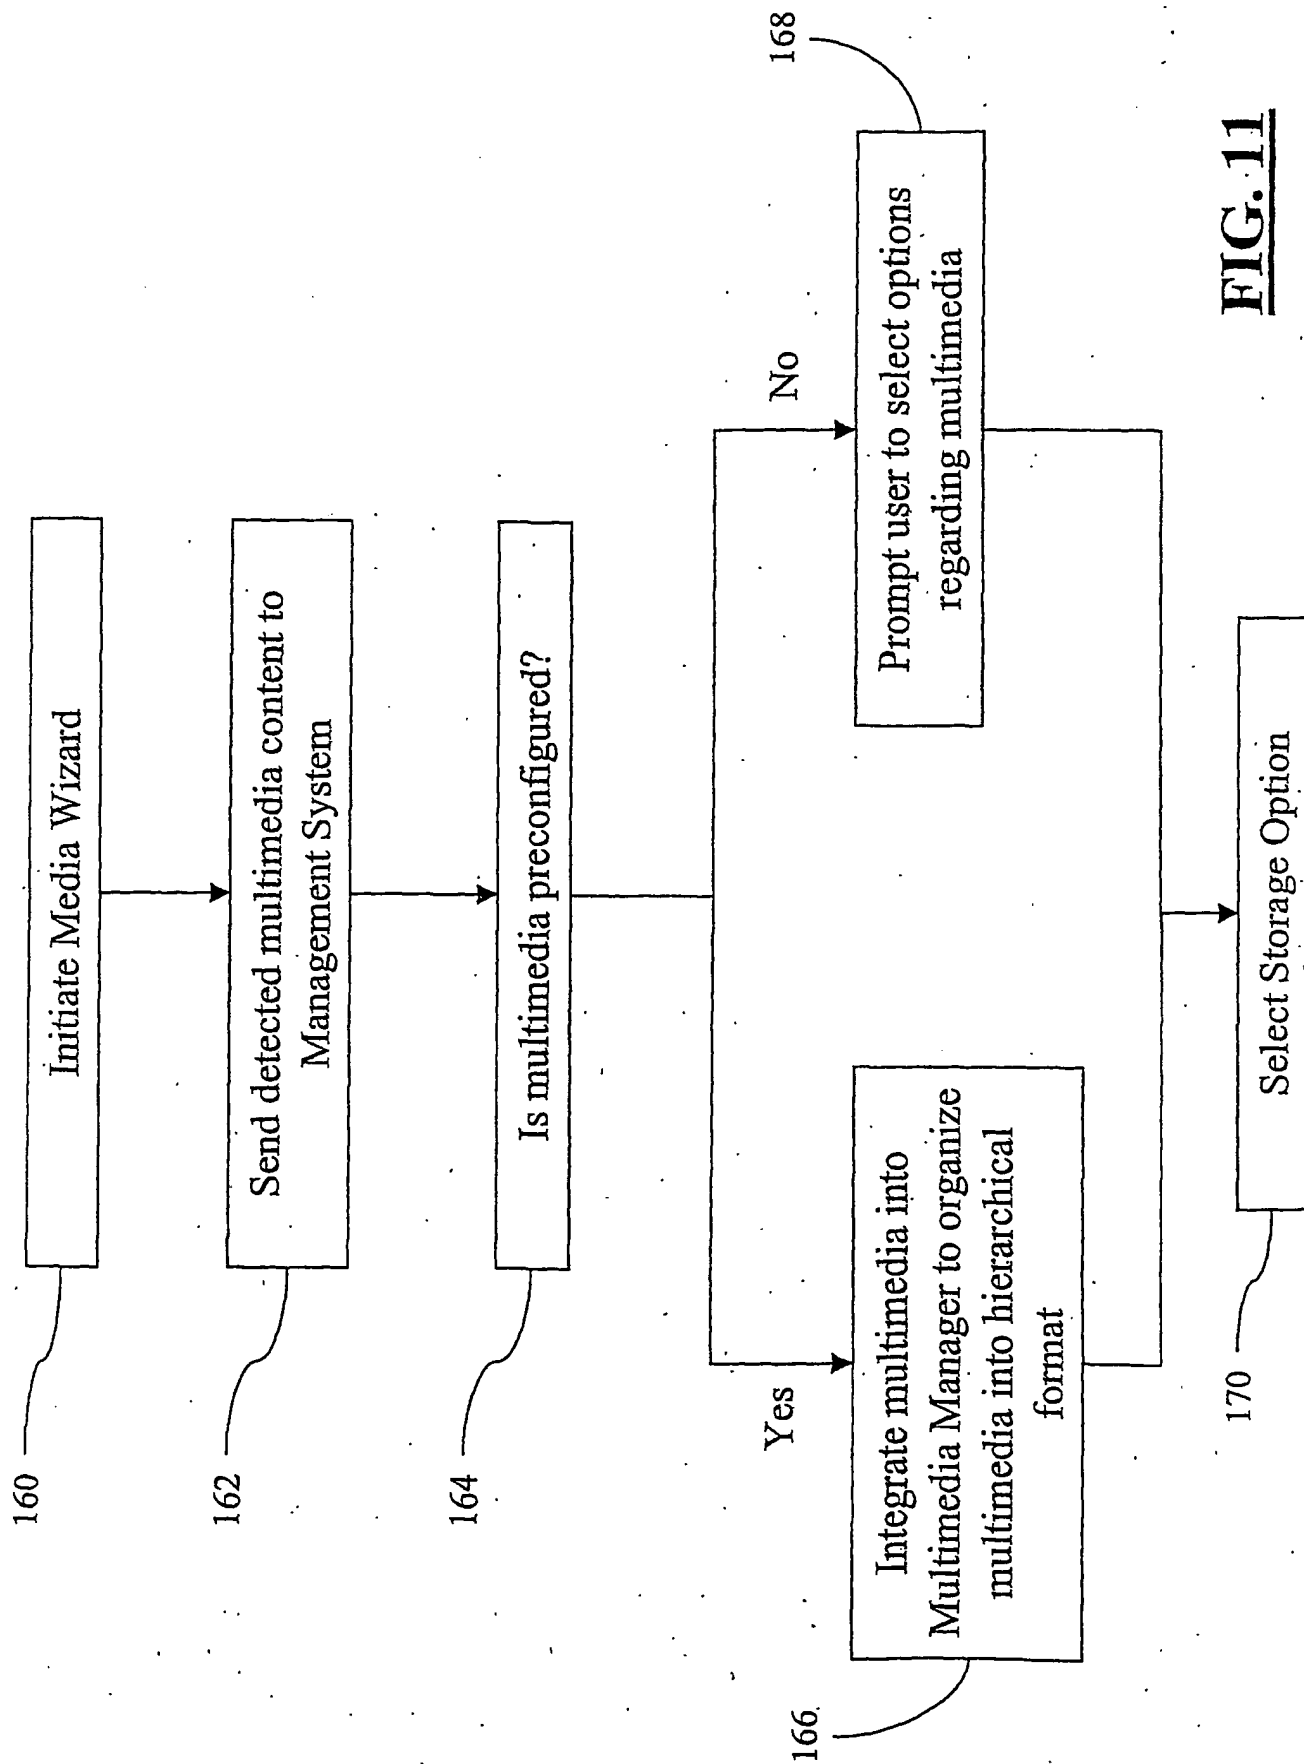 160
Initiate Media Wizard
162
Send detected multimedia content to
Management System
164
Is multimedia preconfigured?
Yes
No
166
Integrate multimedia into
Multimedia Manager to organize
multimedia into hierarchical
format
168
Prompt user to select options
regarding multimedia
170
Select Storage Option
FIG. 11